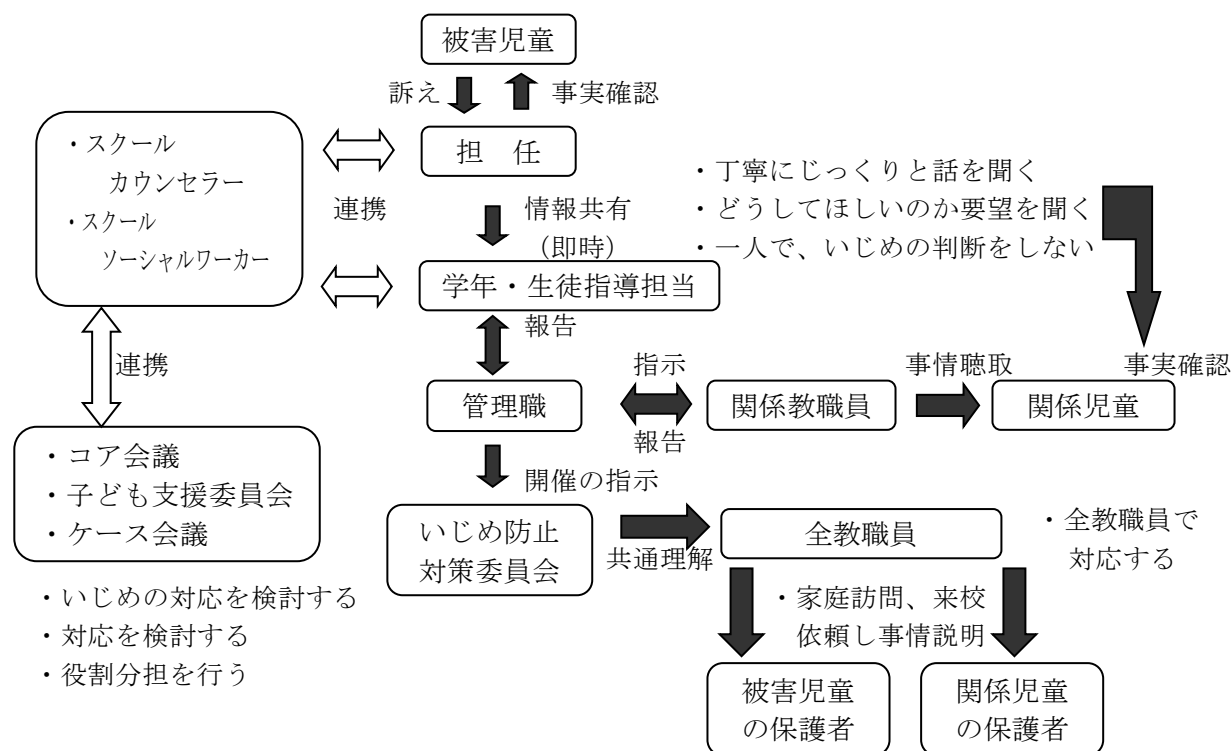 被害児童
訴え
事実確認
・スクール
カウンセラー
・スクール
ソーシャルワーカー
担 任
連携
情報共有
（即時）
・丁寧にじっくりと話を聞く
・どうしてほしいのか要望を聞く
・一人で、いじめの判断をしない
学年・生徒指導担当
報告
連携
指示
事情聴取
事実確認
管理職
関係教職員
関係児童
報告
・コア会議
・子ども支援委員会
・ケース会議
開催の指示
いじめ防止
対策委員会
共通理解
全教職員
・全教職員で
対応する
・いじめの対応を検討する
・対応を検討する
・役割分担を行う
・家庭訪問、来校
依頼し事情説明
被害児童
の保護者
関係児童
の保護者